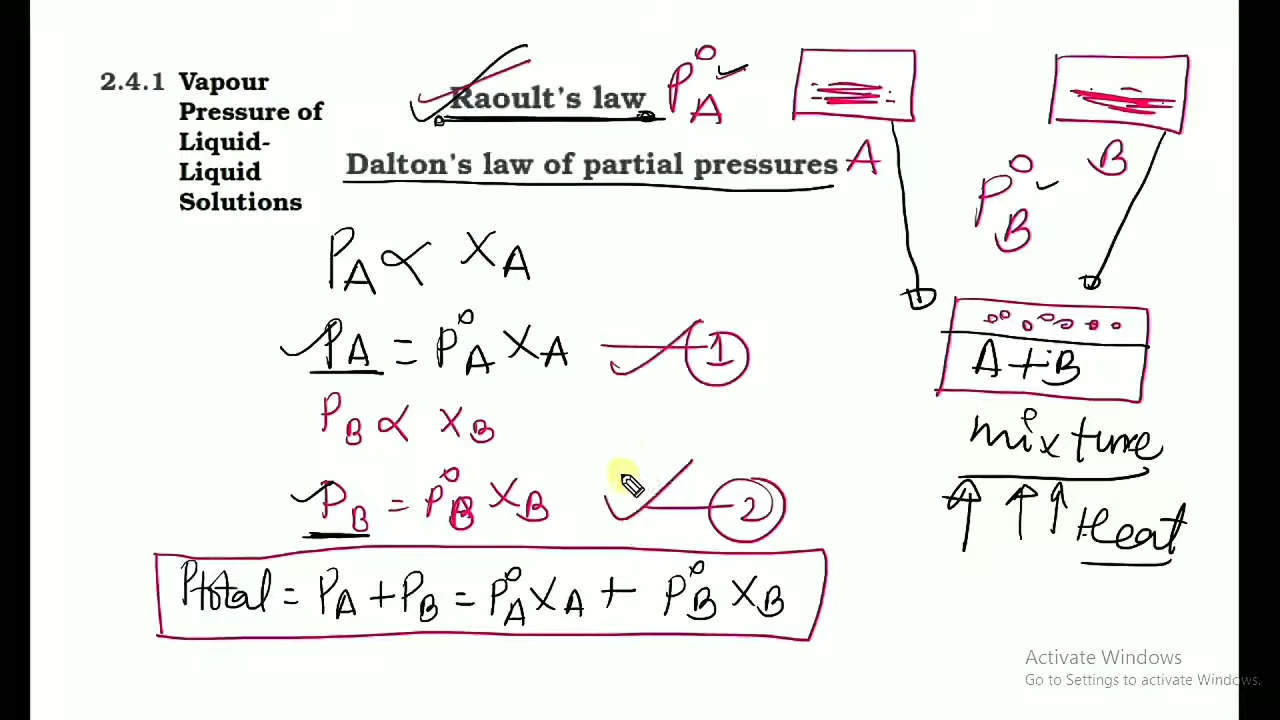 2.4.1 Vapour
Pressure of
Liquid-
Liquid
Solutions
Raoult's law
Dalton's law of partial pressures
P°A
A
B
P°B
PA ∝ XA
PA = P°A XA — 1
PB ∝ XB
PB = P°B XB — 2
Ptotal = PA + PB = P°A XA + P°B XB
A+B
mixture
Heat
Activate Windows
Go to Settings to activate Windows.